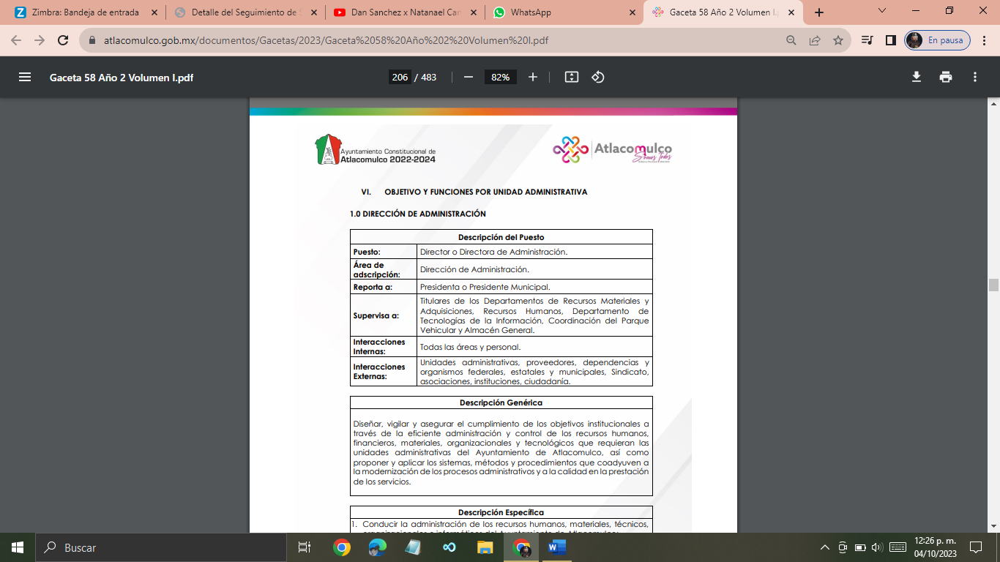 Zimbra: Bandeja de entrada
Detalle del Seguimiento de S
Dan Sanchez x Natanael Can
WhatsApp
Gaceta 58 Año 2 Volumen I.p
atlacomulco.gob.mx/documentos/Gacetas/2023/Gaceta%2058%20Año%202%20Volumen%20I.pdf
En pausa
Gaceta 58 Año 2 Volumen I.pdf
206 / 483
82%
Ayuntamiento Constitucional de
Atlacomulco 2022-2024
Atlacomulco
Somos Todos
VI. OBJETIVO Y FUNCIONES POR UNIDAD ADMINISTRATIVA
1.0 DIRECCIÓN DE ADMINISTRACIÓN
Descripción del Puesto
Puesto: Director o Directora de Administración.
Área de
adscripción: Dirección de Administración.
Reporta a: Presidenta o Presidente Municipal.
Supervisa a: Titulares de los Departamentos de Recursos Materiales y
Adquisiciones, Recursos Humanos, Departamento de
Tecnologías de la Información, Coordinación del Parque
Vehicular y Almacén General.
Interacciones
Internas: Todas las áreas y personal.
Interacciones
Externas: Unidades administrativas, proveedores, dependencias y
organismos federales, estatales y municipales, Sindicato,
asociaciones, instituciones, ciudadanía.
Descripción Genérica
Diseñar, vigilar y asegurar el cumplimiento de los objetivos institucionales a
través de la eficiente administración y control de los recursos humanos,
financieros, materiales, organizacionales y tecnológicos que requieran las
unidades administrativas del Ayuntamiento de Atlacomulco, así como
proponer y aplicar los sistemas, métodos y procedimientos que coadyuven a
la modernización de los procesos administrativos y a la calidad en la prestación
de los servicios.
Descripción Específica
1. Conducir la administración de los recursos humanos, materiales, técnicos,
Buscar
12:26 p. m.
04/10/2023